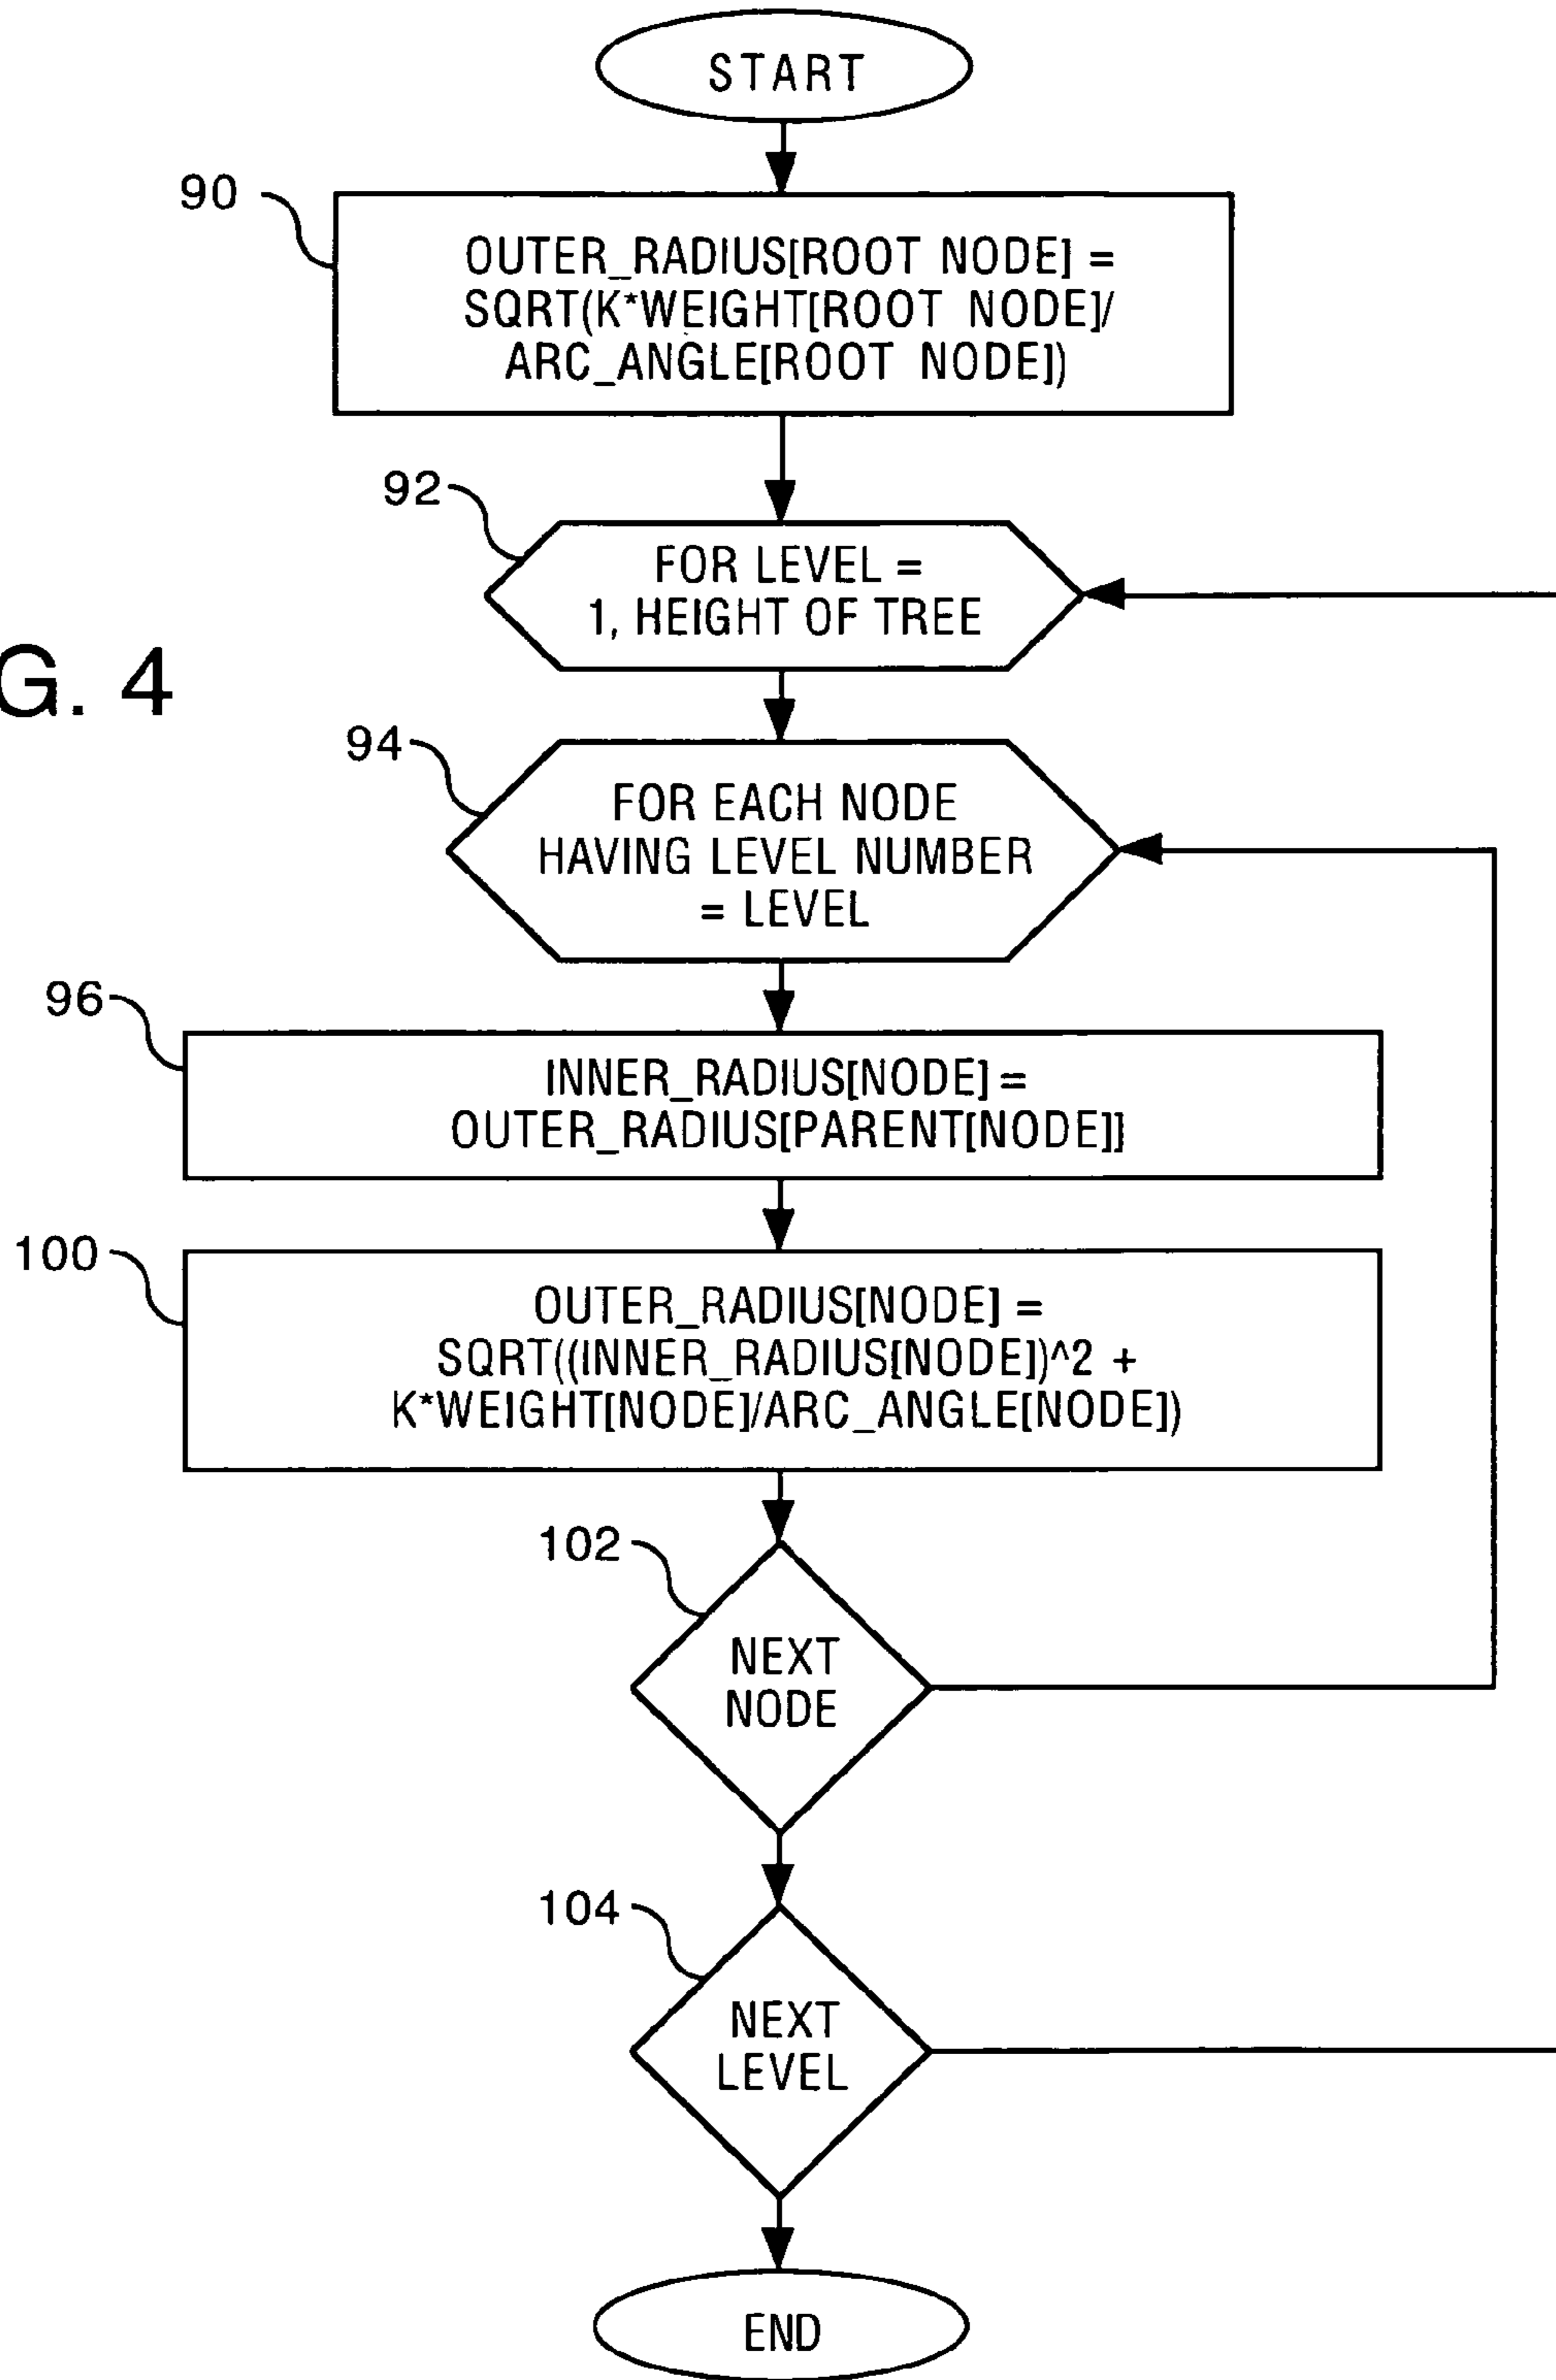 START
90
OUTER_RADIUS[ROOT NODE] =
SQRT(K*WEIGHT[ROOT NODE]/
ARC_ANGLE[ROOT NODE])
92
FOR LEVEL =
1, HEIGHT OF TREE
G. 4
94
FOR EACH NODE
HAVING LEVEL NUMBER
= LEVEL
96
INNER_RADIUS[NODE] =
OUTER_RADIUS[PARENT[NODE]]
100
OUTER_RADIUS[NODE] =
SQRT((INNER_RADIUS[NODE])^2 +
K*WEIGHT[NODE]/ARC_ANGLE[NODE])
102
NEXT
NODE
104
NEXT
LEVEL
END